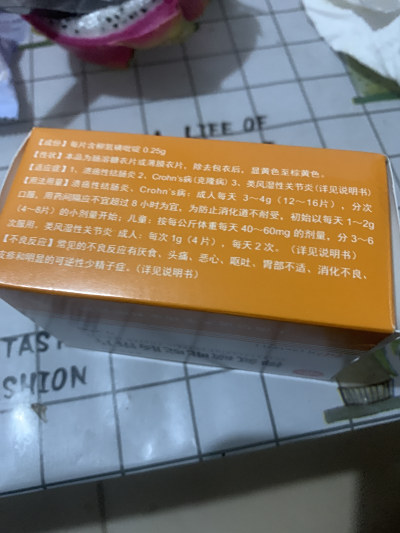 A LIFE OF
【成份】每片含柳氮磺吡啶 0.25g
【性状】本品为肠溶糖衣片或薄膜衣片，除去包衣后，显黄色至棕黄色。
【适应症】1、溃疡性结肠炎 2、Crohn's病(克隆病) 3、类风湿性关节炎(详见说明书)
【用法用量】溃疡性结肠炎、Crohn's病：成人每天 3～4g（12～16片），分次
口服，用药间隔应不宜超过 8 小时为宜，为防止消化道不耐受，初始以每天 1～2g
（4～8片）的小剂量开始；儿童：按每公斤体重每天 40～60mg 的剂量，分 3～6
次服用，类风湿性关节炎 成人：每次 1g（4 片），每天 2 次。（详见说明书）
【不良反应】常见的不良反应有厌食、头痛、恶心、呕吐、胃部不适、消化不良、
皮疹和明显的可逆性少精子症。（详见说明书）
TAST
SHION